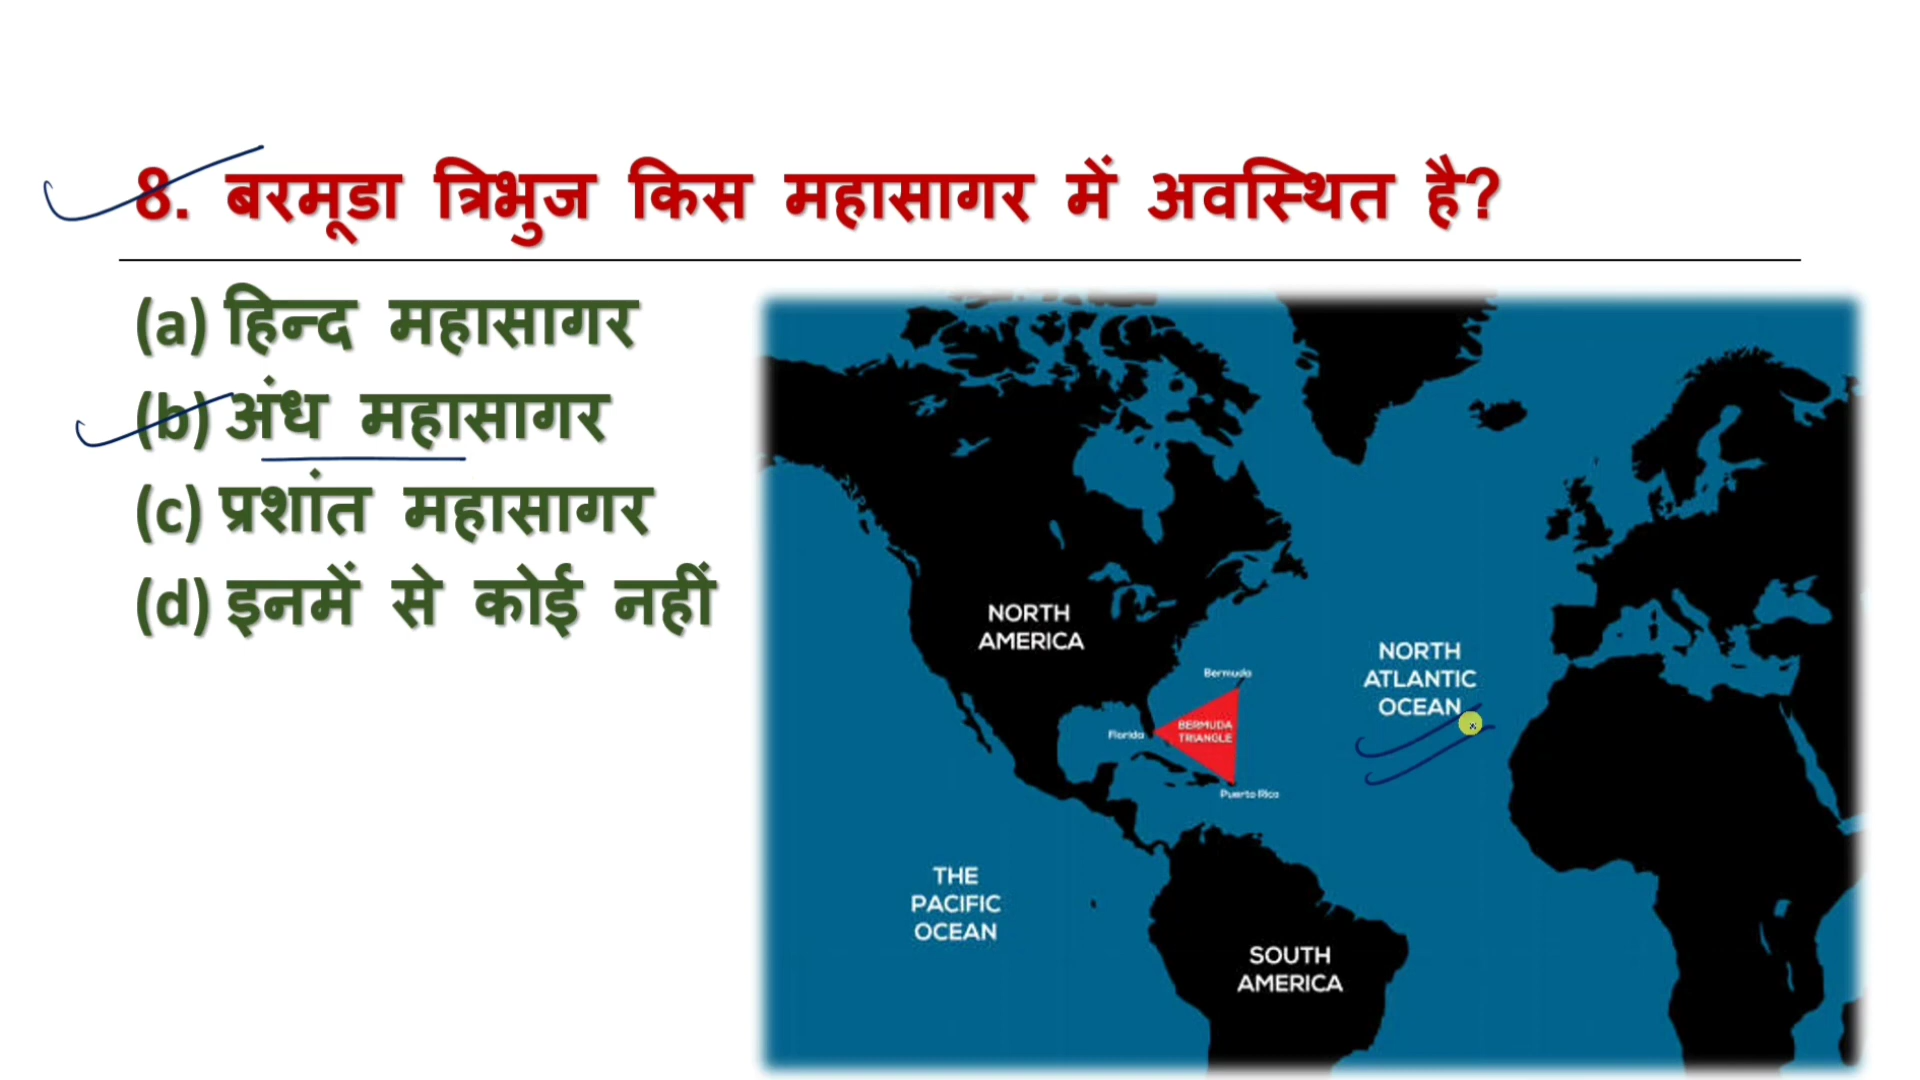 8. बरमूडा त्रिभुज किस महासागर में अवस्थित है?
(a) हिन्द महासागर
(b) अंध महासागर
(c) प्रशांत महासागर
(d) इनमें से कोई नहीं
NORTH
AMERICA
NORTH
ATLANTIC
OCEAN
Bermuda
Florida
BERMUDA
TRIANGLE
Puerto Rico
THE
PACIFIC
OCEAN
SOUTH
AMERICA